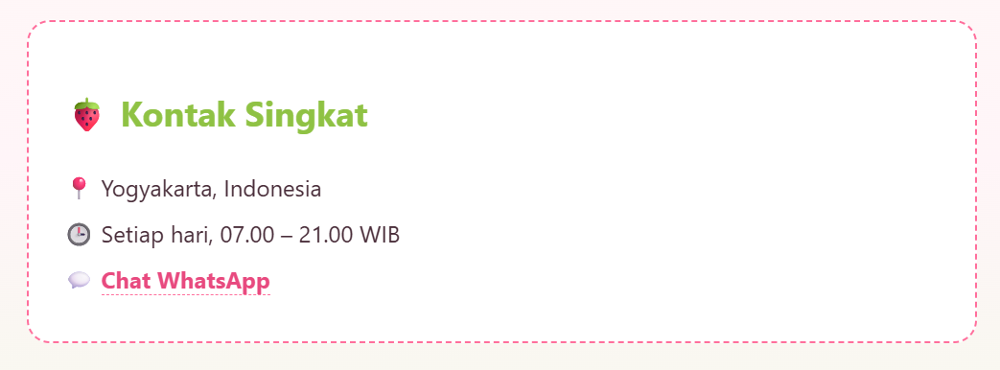 Kontak Singkat
Yogyakarta, Indonesia
Setiap hari, 07.00 – 21.00 WIB
Chat WhatsApp